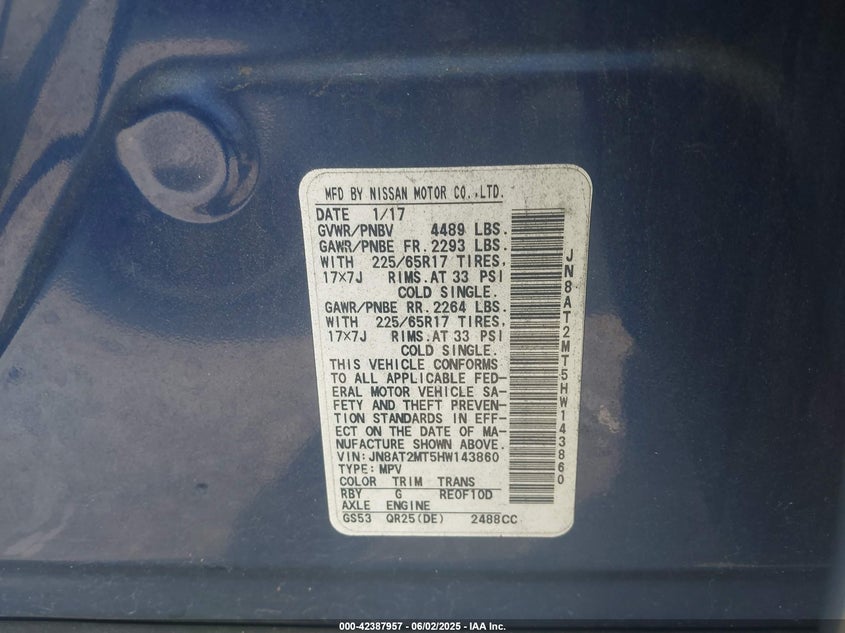 MFD BY NISSAN MOTOR CO.,LTD.
DATE 1/17
GVWR/PNBV 4489 LBS.
GAWR/PNBE FR. 2293 LBS.
WITH 225/65R17 TIRES.
17×7J RIMS.AT 33 PSI
COLD SINGLE.
GAWR/PNBE RR. 2264 LBS.
WITH 225/65R17 TIRES,
17×7J RIMS.AT 33 PSI
COLD SINGLE.
THIS VEHICLE CONFORMS
TO ALL APPLICABLE FED-
ERAL MOTOR VEHICLE SA-
FETY AND THEFT PREVEN-
TION STANDARDS IN EFF-
ECT ON THE DATE OF MA-
NUFACTURE SHOWN ABOVE.
VIN: JN8AT2MT5HW143860
TYPE: MPV
COLOR TRIM TRANS
RBY G RE0F10D
AXLE ENGINE
GS53 QR25(DE) 2488CC
JN8AT2MT5HW143860
000-42387957 - 06/02/2025 - IAA Inc.